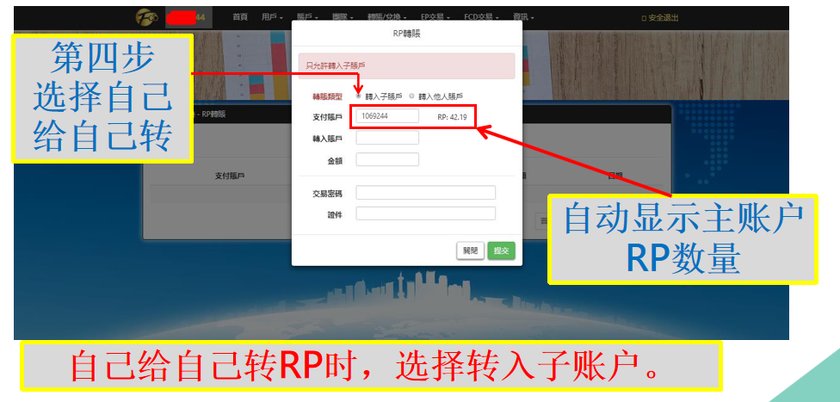 44 首頁 用戶 賬戶 團隊 轉賬/兌換 EP交易 FCD交易 資訊 安全退出
RP轉賬
只允許轉入子賬戶
第四步
选择自己
给自己转
轉賬類型 轉入子賬戶 轉入他人賬戶
- RP轉賬
支付賬戶 1069244 RP: 42.19
轉入賬戶
金額
支付賬戶 日期
交易密碼
證件
自动显示主账户
RP数量
關閉 提交
自己给自己转RP时，选择转入子账户。